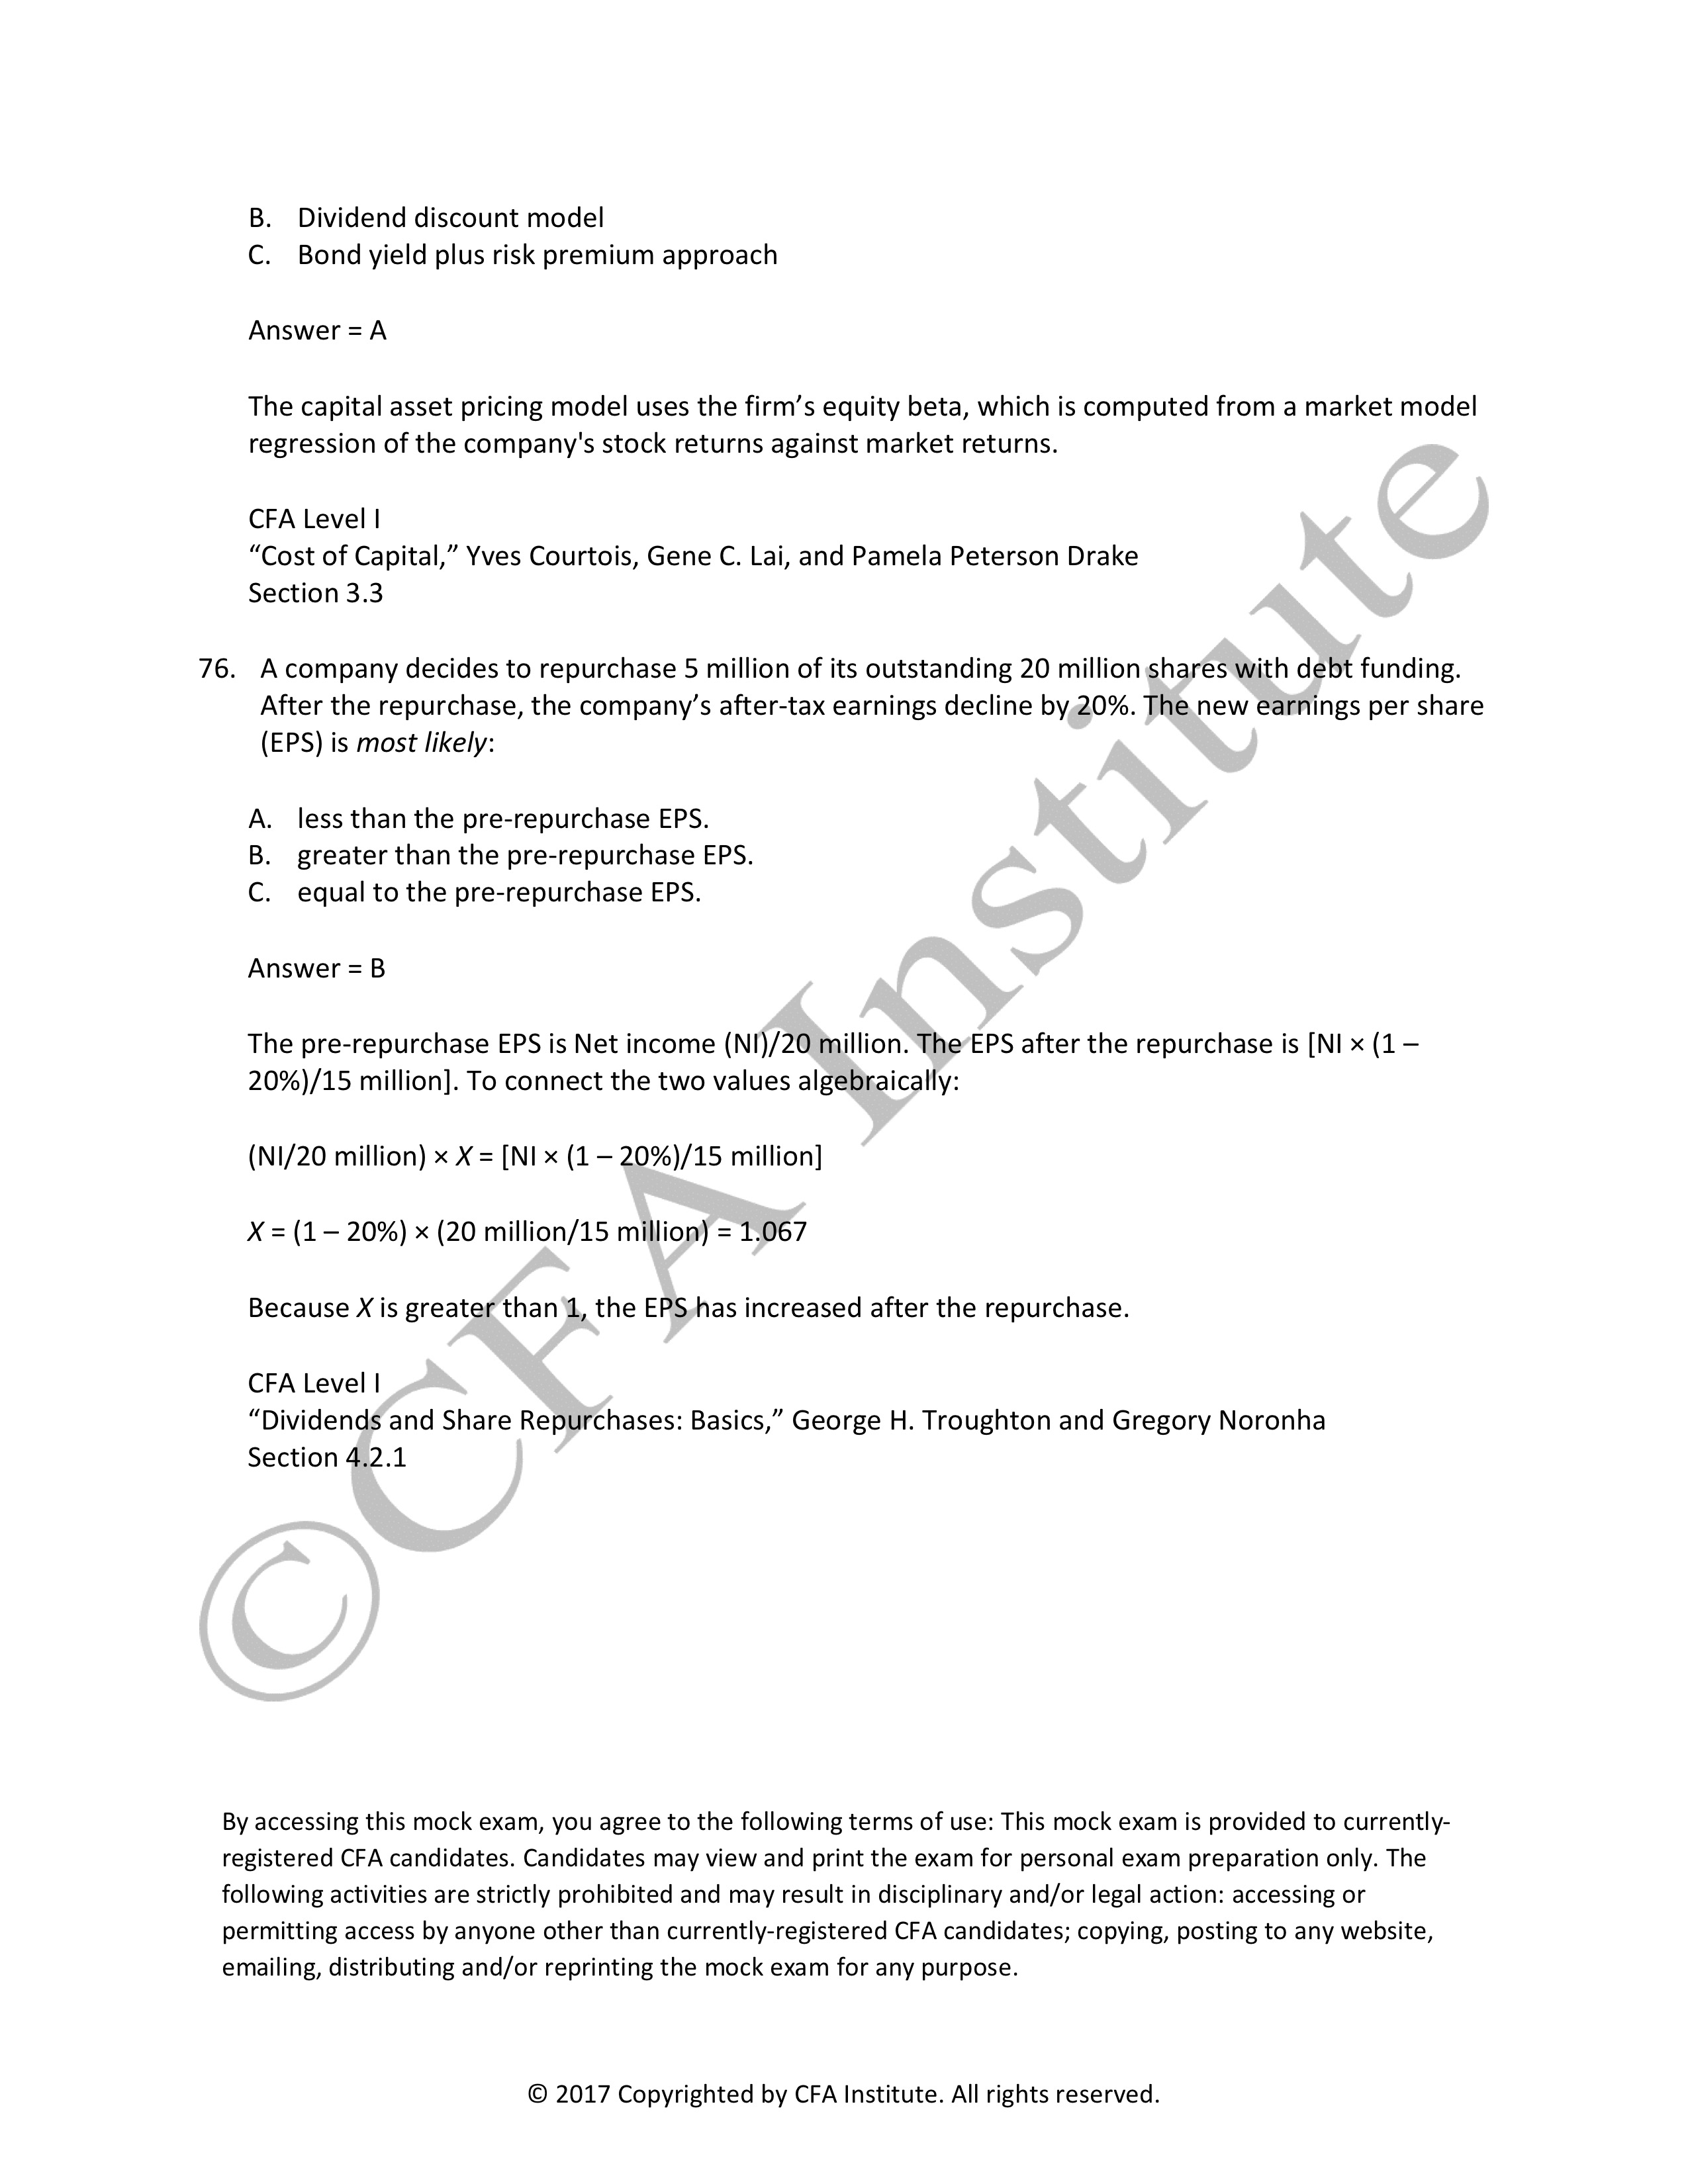 B. Dividend discount model
C. Bond yield plus risk premium approach
Answer = A
The capital asset pricing model uses the firm’s equity beta, which is computed from a market model
regression of the company's stock returns against market returns.
CFA Level I
“Cost of Capital,” Yves Courtois, Gene C. Lai, and Pamela Peterson Drake
Section 3.3
76. A company decides to repurchase 5 million of its outstanding 20 million shares with debt funding.
After the repurchase, the company’s after-tax earnings decline by 20%. The new earnings per share
(EPS) is most likely:
A. less than the pre-repurchase EPS.
B. greater than the pre-repurchase EPS.
C. equal to the pre-repurchase EPS.
Answer = B
The pre-repurchase EPS is Net income (NI)/20 million. The EPS after the repurchase is [NI × (1 –
20%)/15 million]. To connect the two values algebraically:
(NI/20 million) × X = [NI × (1 – 20%)/15 million]
X = (1 – 20%) × (20 million/15 million) = 1.067
Because X is greater than 1, the EPS has increased after the repurchase.
CFA Level I
“Dividends and Share Repurchases: Basics,” George H. Troughton and Gregory Noronha
Section 4.2.1
©CFA Institute
By accessing this mock exam, you agree to the following terms of use: This mock exam is provided to currently-
registered CFA candidates. Candidates may view and print the exam for personal exam preparation only. The
following activities are strictly prohibited and may result in disciplinary and/or legal action: accessing or
permitting access by anyone other than currently-registered CFA candidates; copying, posting to any website,
emailing, distributing and/or reprinting the mock exam for any purpose.
© 2017 Copyrighted by CFA Institute. All rights reserved.